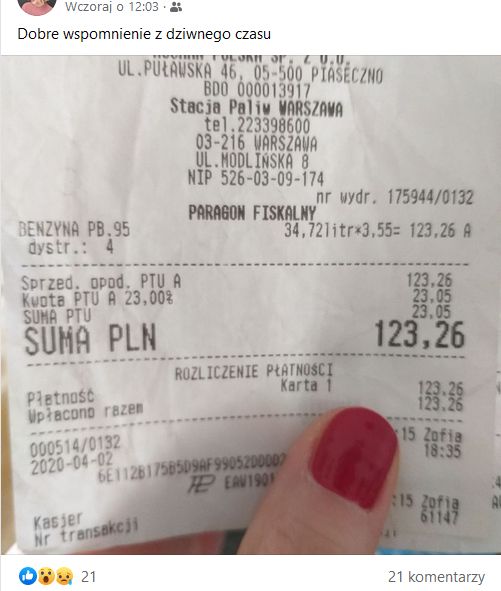 Wczoraj o 12:03 ·
Dobre wspomnienie z dziwnego czasu
POLSKA SP. Z O.O.
UL.PUŁAWSKA 46, 05-500 PIASECZNO
BDO 000013917
Stacja Paliw WARSZAWA
tel.223398600
03-216 WARSZAWA
UL.MODLIŃSKA 8
NIP 526-03-09-174
nr wydr. 175944/0132
PARAGON FISKALNY
BENZYNA PB.95 34,72litr*3,55= 123,26 A
dystr.: 4
Sprzed. opod. PTU A 123,26
Kwota PTU A 23,00% 23,05
SUMA PTU 23,05
SUMA PLN 123,26
ROZLICZENIE PŁATNOŚCI
Płatność Karta 1 123,26
Wpłacono razem 123,26
000514/0132 :15 Zofia
2020-04-02 18:35
6E112B175B5D9AF99052D0002
EAW1901
Kasjer :15 Zofia
Nr transakcji 61147
21 21 komentarzy